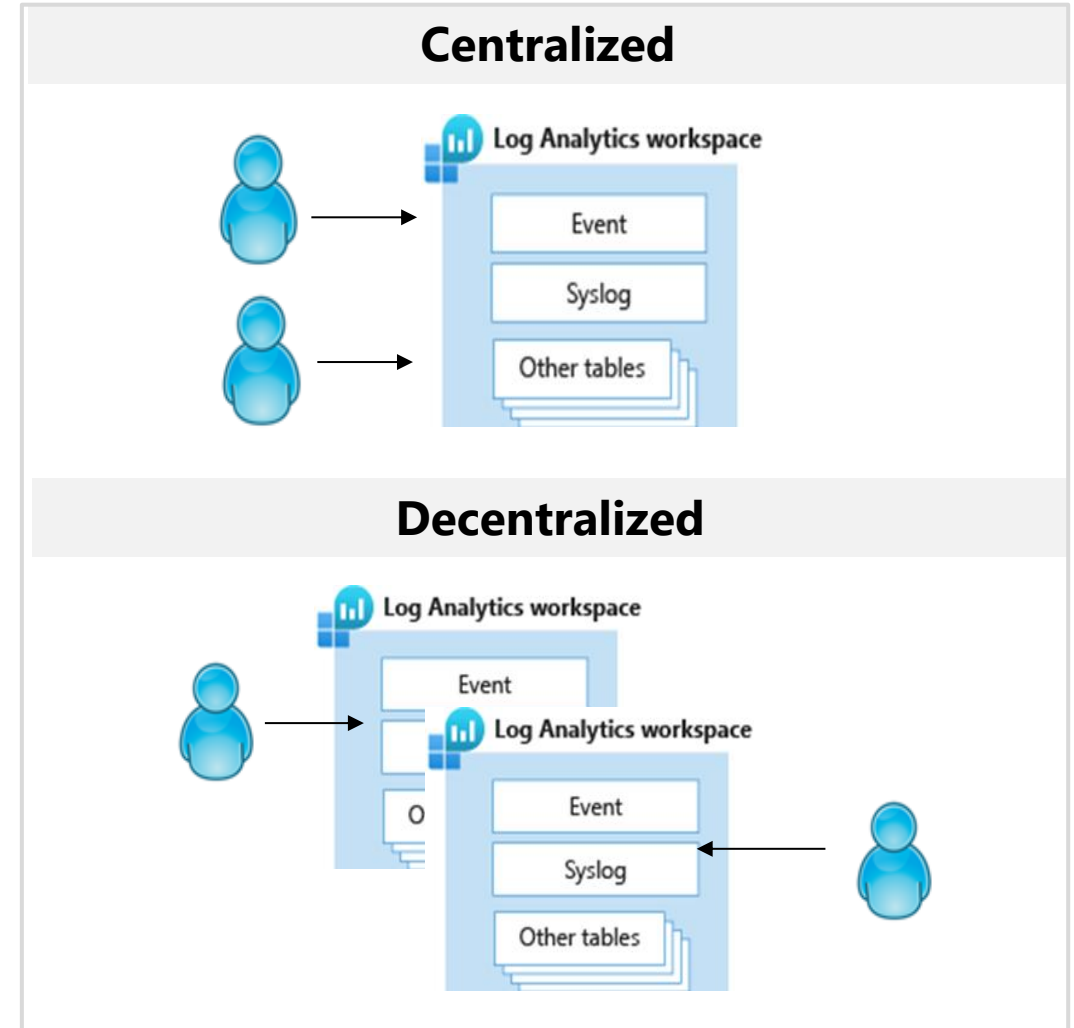 Centralized
Log Analytics workspace
Event
Syslog
Other tables
Decentralized
Log Analytics workspace
Event
O
Log Analytics workspace
Event
Syslog
Other tables